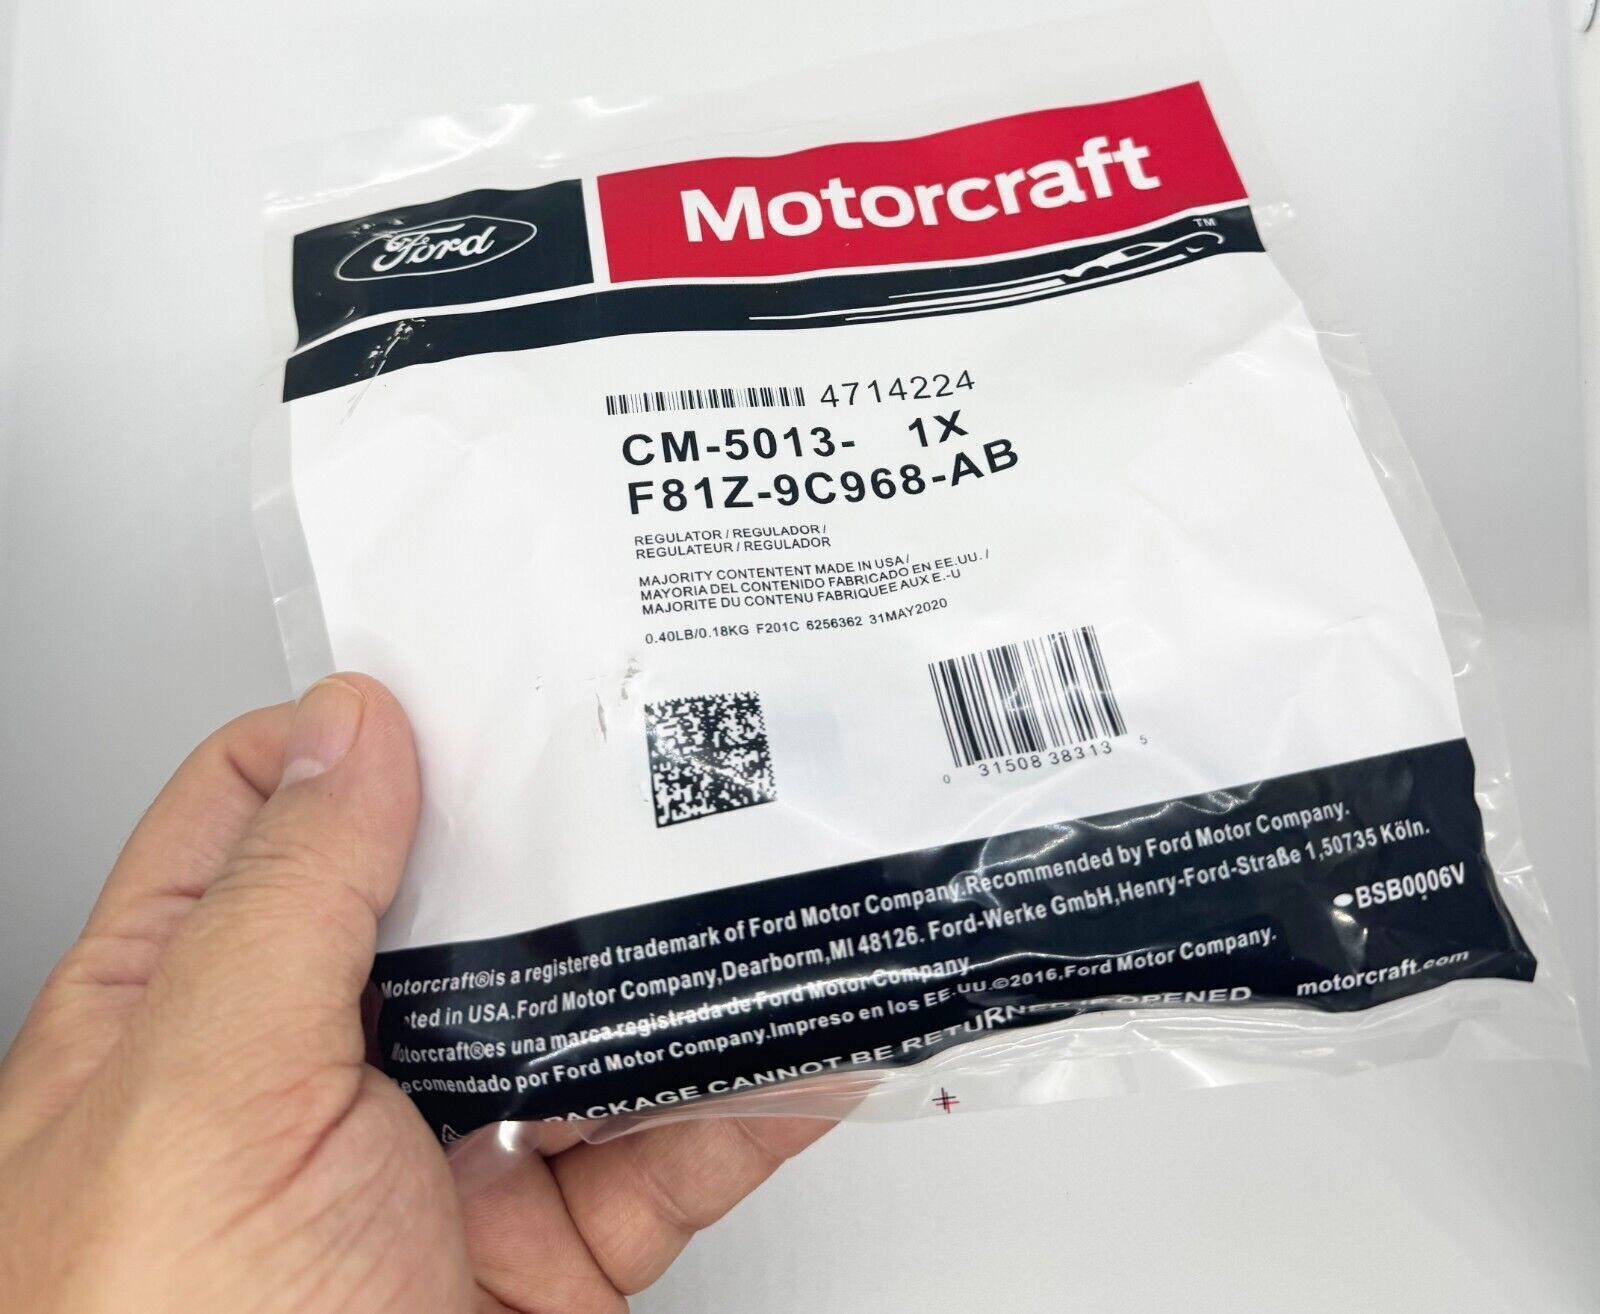 Ford
Motorcraft
TM
4714224
CM-5013- 1X
F81Z-9C968-AB
REGULATOR / REGULADOR /
REGULATEUR / REGULADOR
MAJORITY CONTENTENT MADE IN USA /
MAYORIA DEL CONTENIDO FABRICADO EN EE.UU. /
MAJORITE DU CONTENU FABRIQUEE AUX E.-U
0.40LB/0.18KG F201C 6256362 31MAY2020
0 31508 38313 5
Motorcraft®is a registered trademark of Ford Motor Company.Recommended by Ford Motor Company.
in USA.Ford Motor Company,Dearborn,MI 48126. Ford-Werke GmbH,Henry-Ford-Straße 1,50735 Köln.
Motorcraft®es una marca registrada de Ford Motor Company.
por Ford Motor Company.Impreso en los EE.UU.©2016,Ford Motor Company.
•BSB0006V
PACKAGE CANNOT BE RETURNED IF OPENED
motorcraft.com